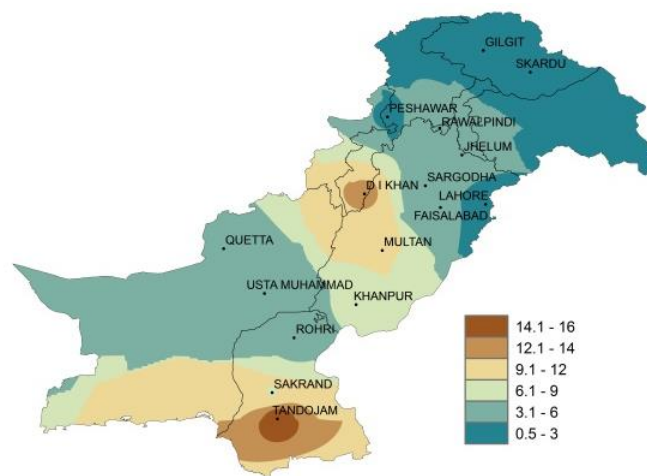 GILGIT
SKARDU
PESHAWAR
RAWALPINDI
JHELUM
SARGODHA
D I KHAN
LAHORE
FAISALABAD
MULTAN
QUETTA
USTA MUHAMMAD
KHANPUR
ROHRI
SAKRAND
TANDOJAM
14.1 - 16
12.1 - 14
9.1 - 12
6.1 - 9
3.1 - 6
0.5 - 3